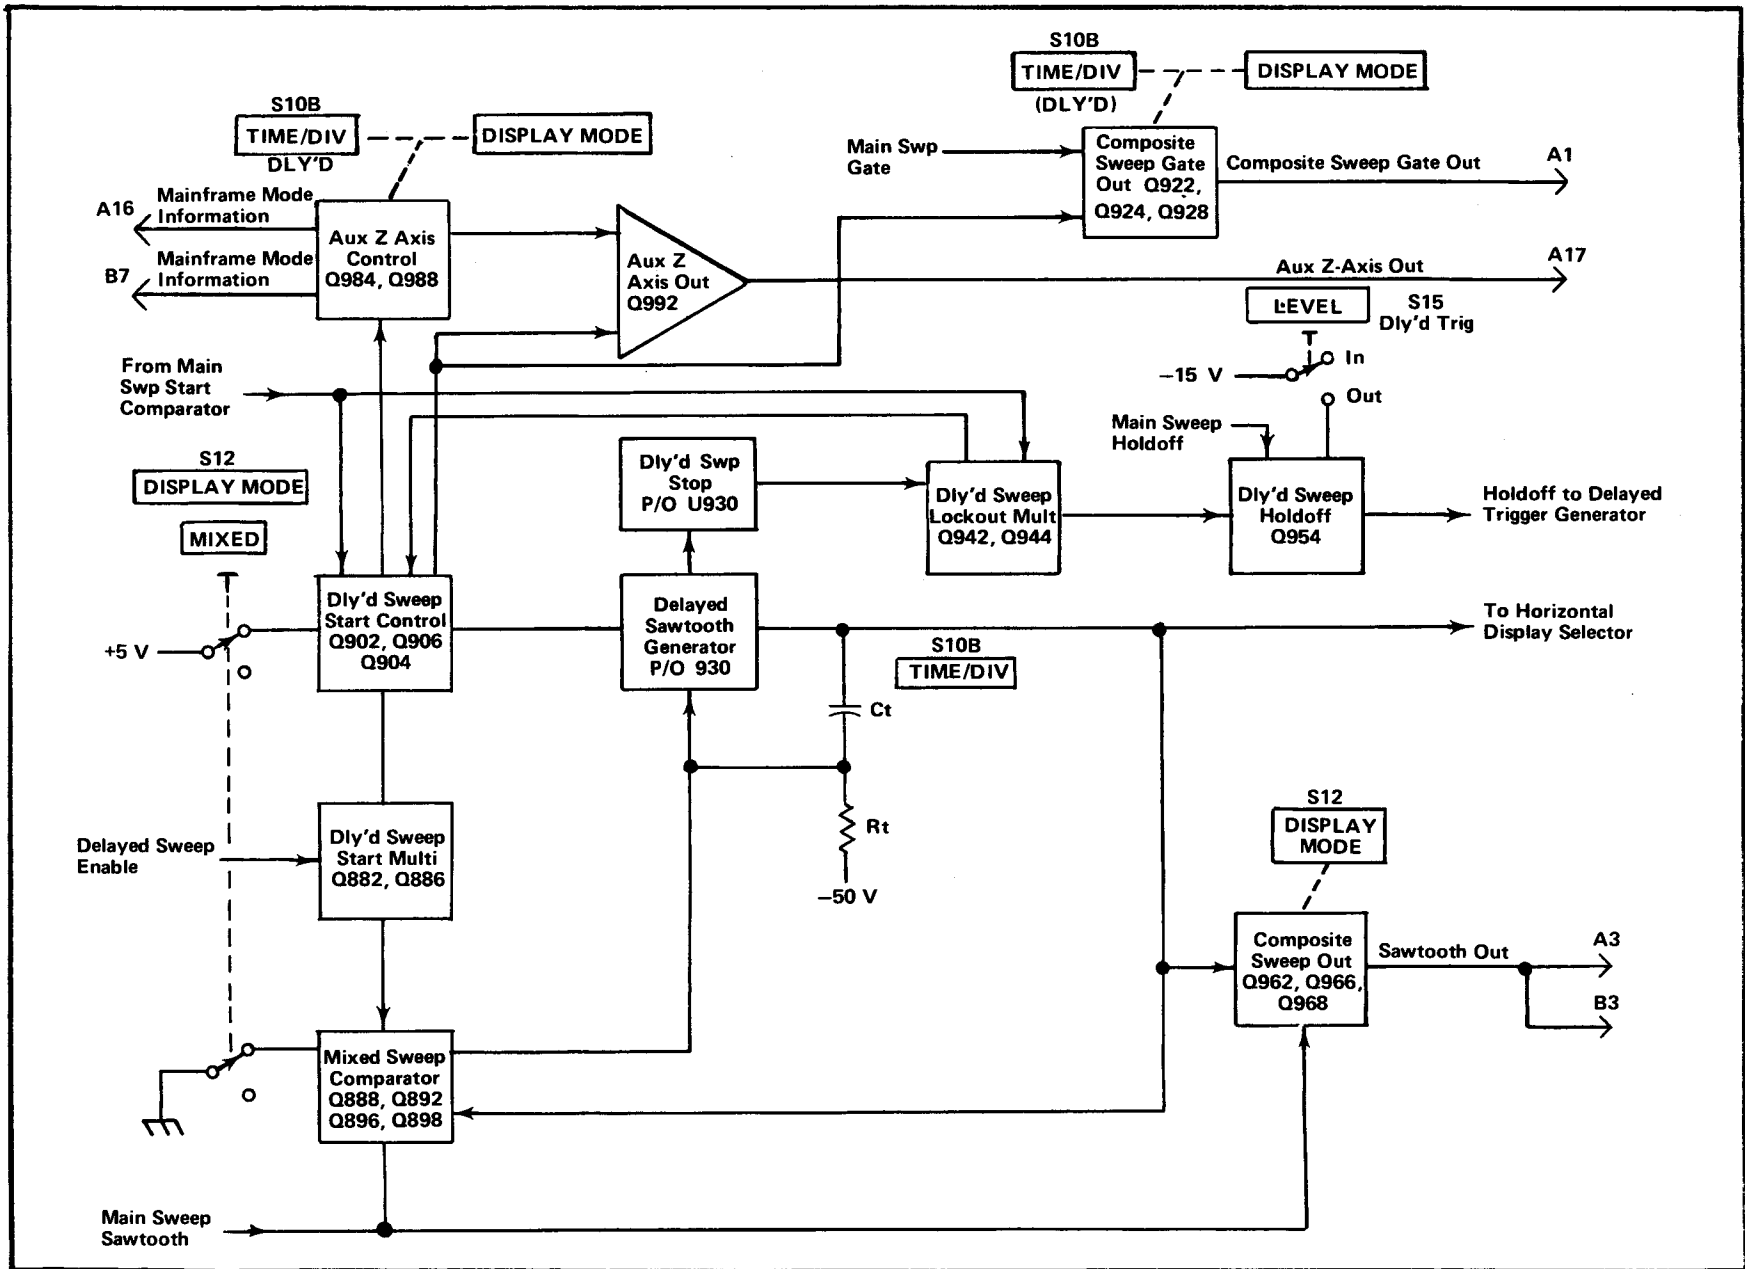 S10B
TIME/DIV
(DLY'D)
DISPLAY MODE
S10B
TIME/DIV
DLY'D
DISPLAY MODE
Main Swp
Gate
Composite
Sweep Gate
Out Q922,
Q924, Q928
Composite Sweep Gate Out
A1
A16
Mainframe Mode
Information
B7
Mainframe Mode
Information
Aux Z Axis
Control
Q984, Q988
Aux Z
Axis Out
Q992
Aux Z-Axis Out
A17
LEVEL
S15
Dly'd Trig
In
–15 V
Out
From Main
Swp Start
Comparator
Main Sweep
Holdoff
S12
DISPLAY MODE
MIXED
Dly'd Swp
Stop
P/O U930
Dly'd Sweep
Lockout Mult
Q942, Q944
Dly'd Sweep
Holdoff
Q954
Holdoff to Delayed
Trigger Generator
+5 V
Dly'd Sweep
Start Control
Q902, Q906
Q904
Delayed
Sawtooth
Generator
P/O 930
S10B
TIME/DIV
To Horizontal
Display Selector
Ct
Rt
–50 V
Delayed Sweep
Enable
Dly'd Sweep
Start Multi
Q882, Q886
S12
DISPLAY
MODE
Composite
Sweep Out
Q962, Q966,
Q968
Sawtooth Out
A3
B3
Mixed Sweep
Comparator
Q888, Q892
Q896, Q898
Main Sweep
Sawtooth